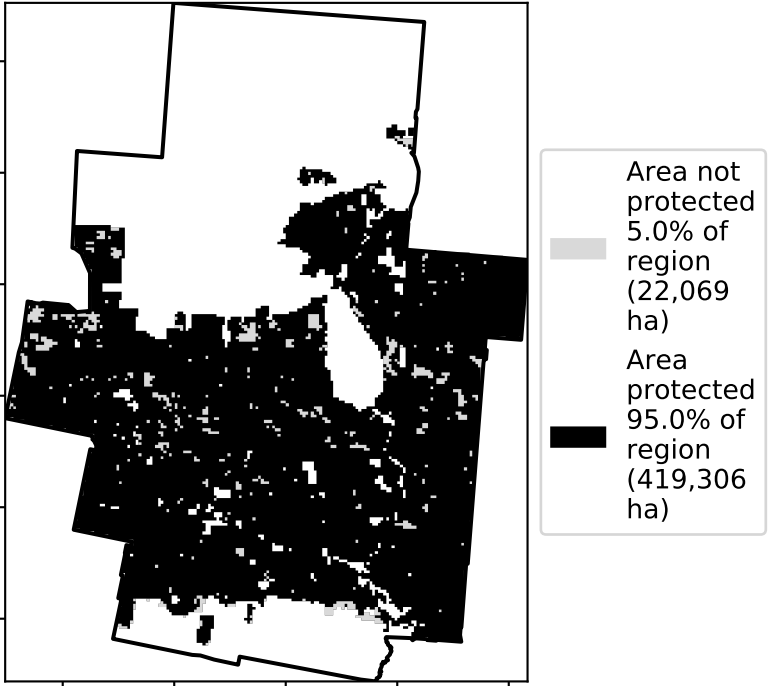 Area not
protected
5.0% of
region
(22,069
ha)
Area
protected
95.0% of
region
(419,306
ha)